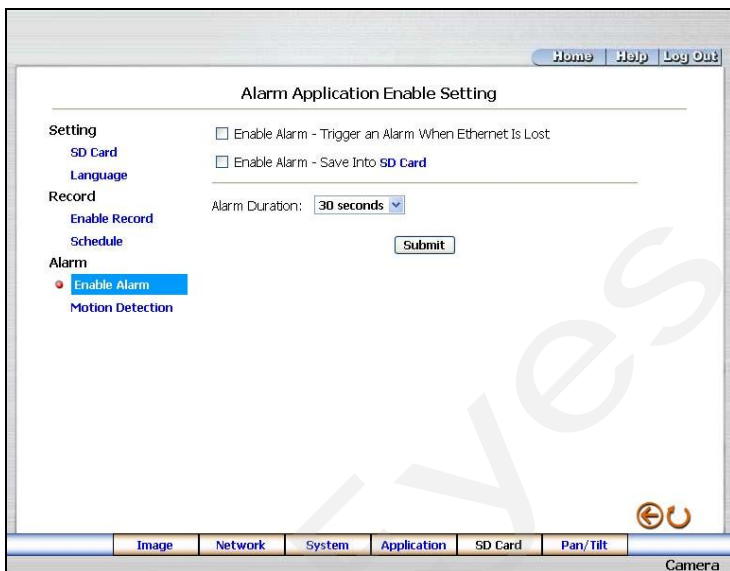 Home Help Log Out
Alarm Application Enable Setting
Setting
SD Card
Language
Record
Enable Record
Schedule
Alarm
Enable Alarm
Motion Detection
Enable Alarm - Trigger an Alarm When Ethernet Is Lost
Enable Alarm - Save Into SD Card
Alarm Duration: 30 seconds
Submit
Eyes
Image Network System Application SD Card Pan/Tilt
Camera